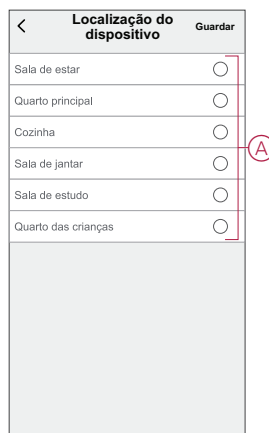 Localização do
dispositivo
Guardar
Sala de estar
Quarto principal
Cozinha
Sala de jantar
Sala de estudo
Quarto das crianças
A